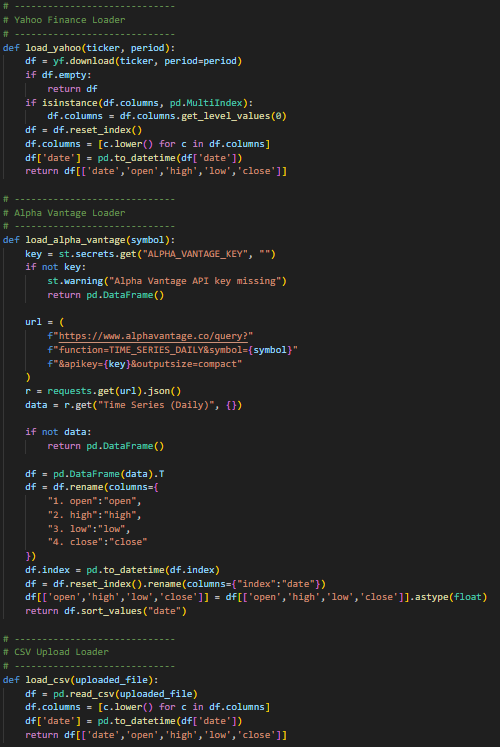 # -----------------------------
# Yahoo Finance Loader
# -----------------------------
def load_yahoo(ticker, period):
    df = yf.download(ticker, period=period)
    if df.empty:
        return df
    if isinstance(df.columns, pd.MultiIndex):
        df.columns = df.columns.get_level_values(0)
    df = df.reset_index()
    df.columns = [c.lower() for c in df.columns]
    df['date'] = pd.to_datetime(df['date'])
    return df[['date','open','high','low','close']]

# -----------------------------
# Alpha Vantage Loader
# -----------------------------
def load_alpha_vantage(symbol):
    key = st.secrets.get("ALPHA_VANTAGE_KEY", "")
    if not key:
        st.warning("Alpha Vantage API key missing")
        return pd.DataFrame()

    url = (
        f"https://www.alphavantage.co/query?"
        f"function=TIME_SERIES_DAILY&symbol={symbol}"
        f"&apikey={key}&outputsize=compact"
    )
    r = requests.get(url).json()
    data = r.get("Time Series (Daily)", {})

    if not data:
        return pd.DataFrame()

    df = pd.DataFrame(data).T
    df = df.rename(columns={
        "1. open":"open",
        "2. high":"high",
        "3. low":"low",
        "4. close":"close"
    })
    df.index = pd.to_datetime(df.index)
    df = df.reset_index().rename(columns={"index":"date"})
    df[['open','high','low','close']] = df[['open','high','low','close']].astype(float)
    return df.sort_values("date")

# -----------------------------
# CSV Upload Loader
# -----------------------------
def load_csv(uploaded_file):
    df = pd.read_csv(uploaded_file)
    df.columns = [c.lower() for c in df.columns]
    df['date'] = pd.to_datetime(df['date'])
    return df[['date','open','high','low','close']]